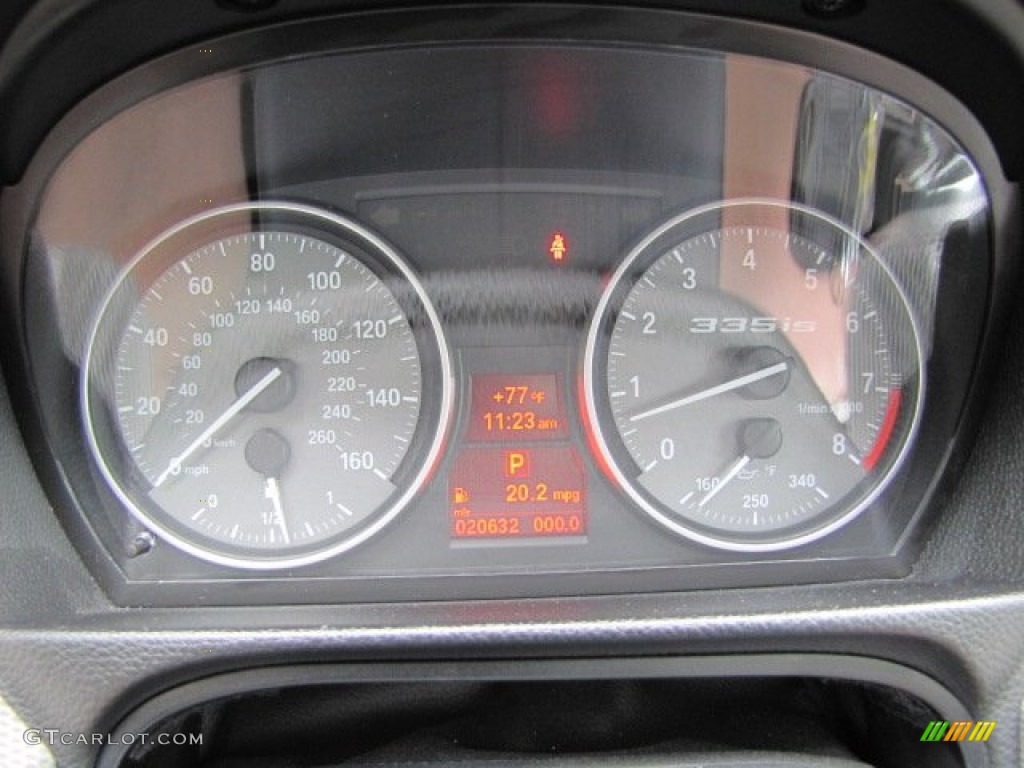 80
60 100
40 120
20 140
0 mph 160
120 140
100 160
80 180
60 200
40 220
20 240
0 km/h 260
0 1/2 1
+77 °F
11:23 am
P
20.2 mpg
mls
020632 000.0
4
3 5
2 6
335is
1 7
1/min x 1000
0 8
160 °F 340
250
GTCARLOT.COM